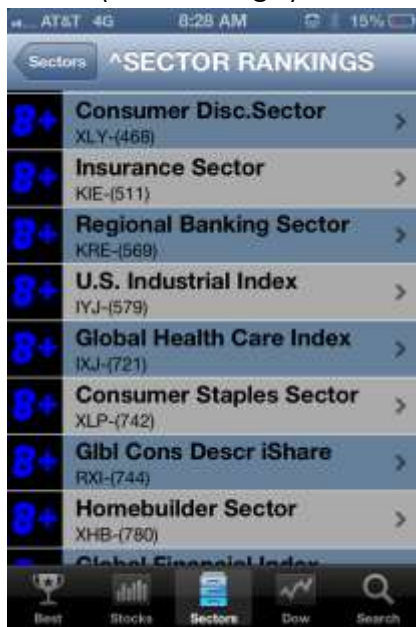 AT&T 4G 8:28 AM 15%
Sectors ^SECTOR RANKINGS
8+ Consumer Disc.Sector
XLY-(468)
8+ Insurance Sector
KIE-(511)
8+ Regional Banking Sector
KRE-(569)
8+ U.S. Industrial Index
IYJ-(579)
8+ Global Health Care Index
IXJ-(721)
8+ Consumer Staples Sector
XLP-(742)
8+ Glbl Cons Descr iShare
RXI-(744)
8+ Homebuilder Sector
XHB-(780)
Global Financial Index
Best Stocks Sectors Dow Search